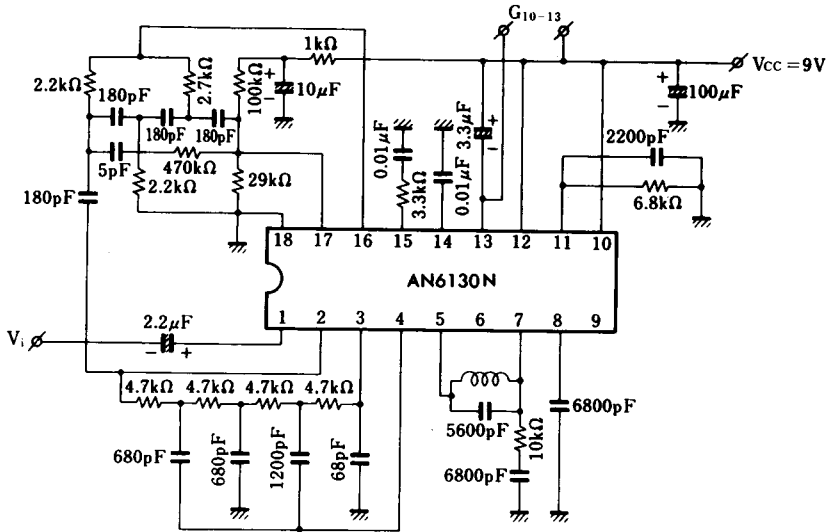 G10-13
1kΩ
2.2kΩ
2.7kΩ
100kΩ
+
-
10μF
3.3μF
+
-
VCC=9V
+
-
100μF
180pF
180pF
180pF
0.01μF
0.01μF
2200pF
5pF
470kΩ
2.2kΩ
29kΩ
3.3kΩ
6.8kΩ
180pF
18 17 16 15 14 13 12 11 10
AN6130N
1 2 3 4 5 6 7 8 9
Vi
2.2μF
- +
4.7kΩ 4.7kΩ 4.7kΩ 4.7kΩ
5600pF
10kΩ
6800pF
680pF
680pF
1200pF
68pF
6800pF